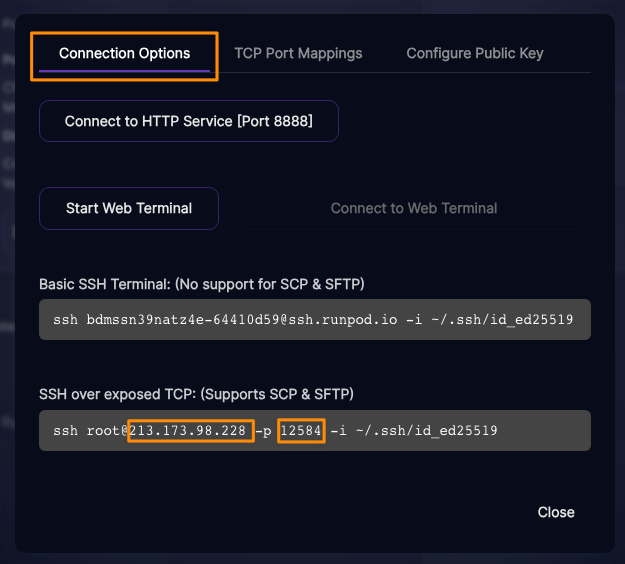 Connection Options TCP Port Mappings Configure Public Key
Connect to HTTP Service [Port 8888]
Start Web Terminal Connect to Web Terminal
Basic SSH Terminal: (No support for SCP & SFTP)
ssh bdmssn39natz4e-64410d59@ssh.runpod.io -i ~/.ssh/id_ed25519
SSH over exposed TCP: (Supports SCP & SFTP)
ssh root@213.173.98.228 -p 12584 -i ~/.ssh/id_ed25519
Close